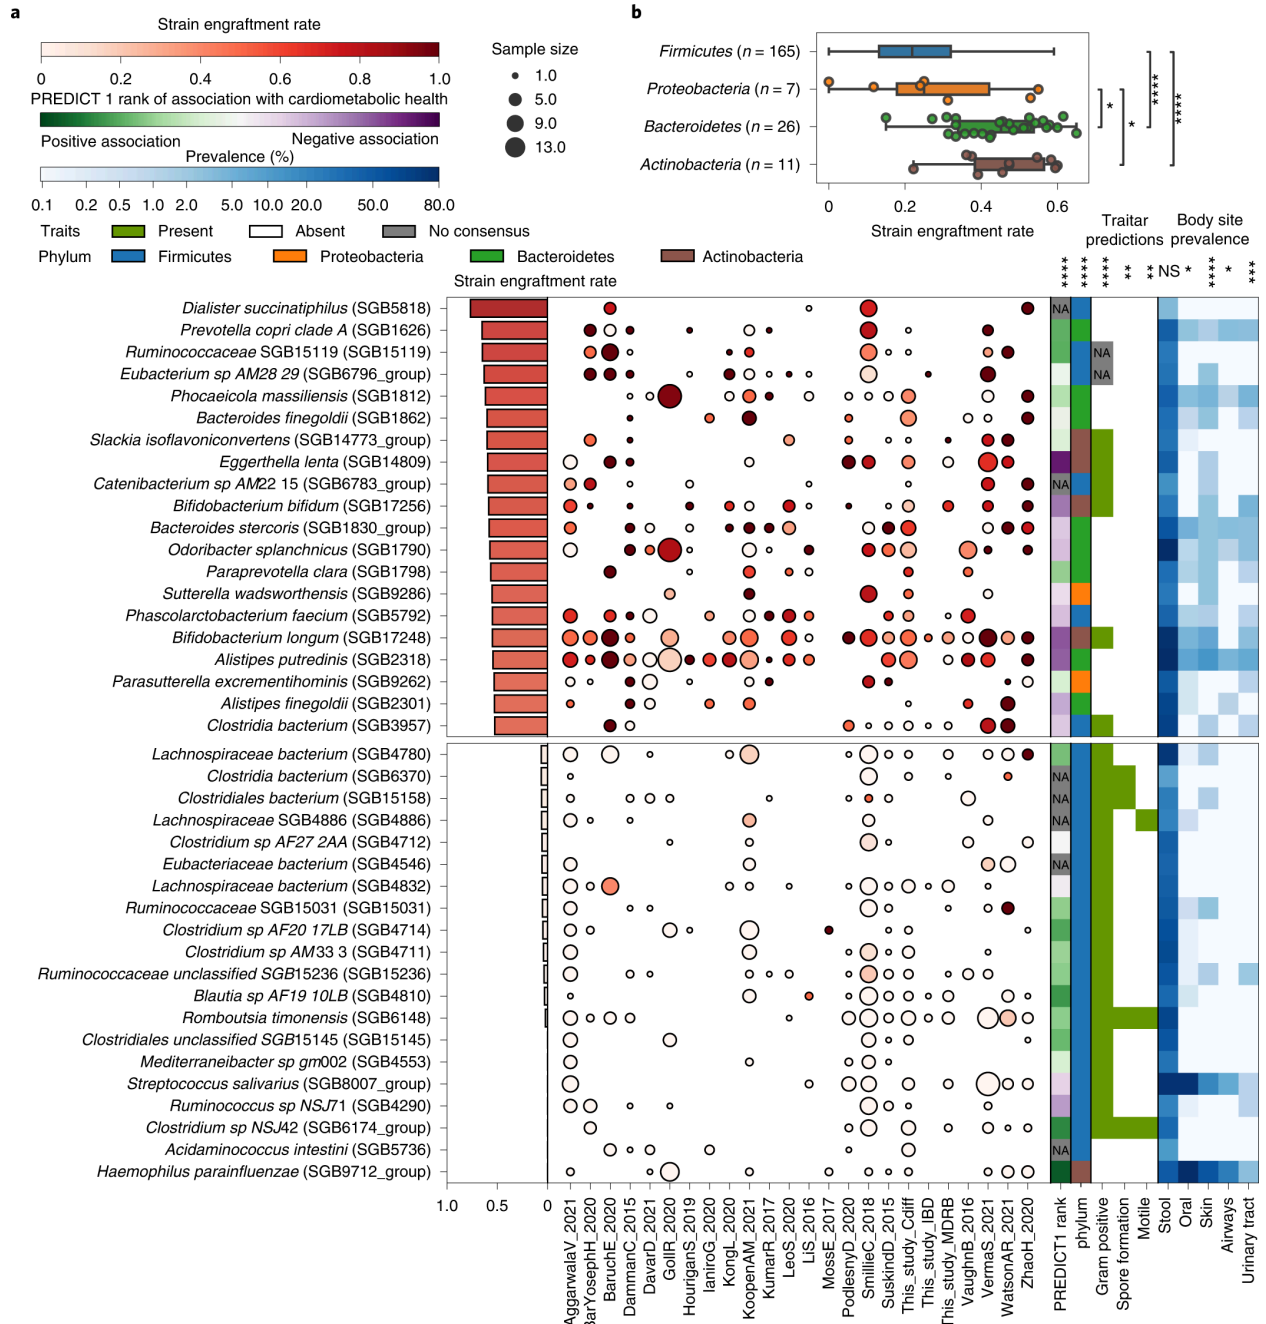 a
Strain engraftment rate
0 0.2 0.4 0.6 0.8 1.0
PREDICT 1 rank of association with cardiometabolic health
Positive association Negative association
Prevalence (%)
0.1 0.2 0.5 1.0 2.0 5.0 10.0 20.0 50.0 80.0
Sample size
1.0
5.0
9.0
13.0
Traits Present Absent No consensus
Phylum Firmicutes Proteobacteria Bacteroidetes Actinobacteria
b
Firmicutes (n = 165)
Proteobacteria (n = 7)
Bacteroidetes (n = 26)
Actinobacteria (n = 11)
* * **** ****
0 0.2 0.4 0.6
Strain engraftment rate
Traitar predictions
Body site prevalence
**** **** **** ** ** NS * **** * ***
Strain engraftment rate
Dialister succinatiphilus (SGB5818) NA
Prevotella copri clade A (SGB1626)
Ruminococcaceae SGB15119 (SGB15119) NA
Eubacterium sp AM28 29 (SGB6796_group) NA
Phocaeicola massiliensis (SGB1812)
Bacteroides finegoldii (SGB1862)
Slackia isoflavoniconvertens (SGB14773_group)
Eggerthella lenta (SGB14809)
Catenibacterium sp AM22 15 (SGB6783_group) NA
Bifidobacterium bifidum (SGB17256)
Bacteroides stercoris (SGB1830_group)
Odoribacter splanchnicus (SGB1790)
Paraprevotella clara (SGB1798)
Sutterella wadsworthensis (SGB9286)
Phascolarctobacterium faecium (SGB5792)
Bifidobacterium longum (SGB17248)
Alistipes putredinis (SGB2318)
Parasutterella excrementihominis (SGB9262)
Alistipes finegoldii (SGB2301)
Clostridia bacterium (SGB3957)
Lachnospiraceae bacterium (SGB4780)
Clostridia bacterium (SGB6370) NA
Clostridiales bacterium (SGB15158) NA
Lachnospiraceae SGB4886 (SGB4886) NA
Clostridium sp AF27 2AA (SGB4712)
Eubacteriaceae bacterium (SGB4546) NA
Lachnospiraceae bacterium (SGB4832)
Ruminococcaceae SGB15031 (SGB15031)
Clostridium sp AF20 17LB (SGB4714)
Clostridium sp AM33 3 (SGB4711)
Ruminococcaceae unclassified SGB15236 (SGB15236)
Blautia sp AF19 10LB (SGB4810)
Romboutsia timonensis (SGB6148)
Clostridiales unclassified SGB15145 (SGB15145)
Mediterraneibacter sp gm002 (SGB4553)
Streptococcus salivarius (SGB8007_group)
Ruminococcus sp NSJ71 (SGB4290)
Clostridium sp NSJ42 (SGB6174_group)
Acidaminococcus intestini (SGB5736) NA
Haemophilus parainfluenzae (SGB9712_group)
1.0 0.5 0
AggarwalaV_2021
BarYosephH_2020
BaruchE_2020
DammanC_2015
DavarD_2021
GollR_2020
HouriganS_2019
IaniroG_2020
KongL_2020
KoopenAM_2021
KumarR_2017
LeoS_2020
LiS_2016
MossE_2017
PodlesnyD_2020
SmillieC_2018
SuskindD_2015
This_study_Cdiff
This_study_IBD
This_study_MDRB
VaughnB_2016
VermaS_2021
WatsonAR_2021
ZhaoH_2020
PREDICT1 rank
phylum
Gram positive
Spore formation
Motile
Stool
Oral
Skin
Airways
Urinary tract